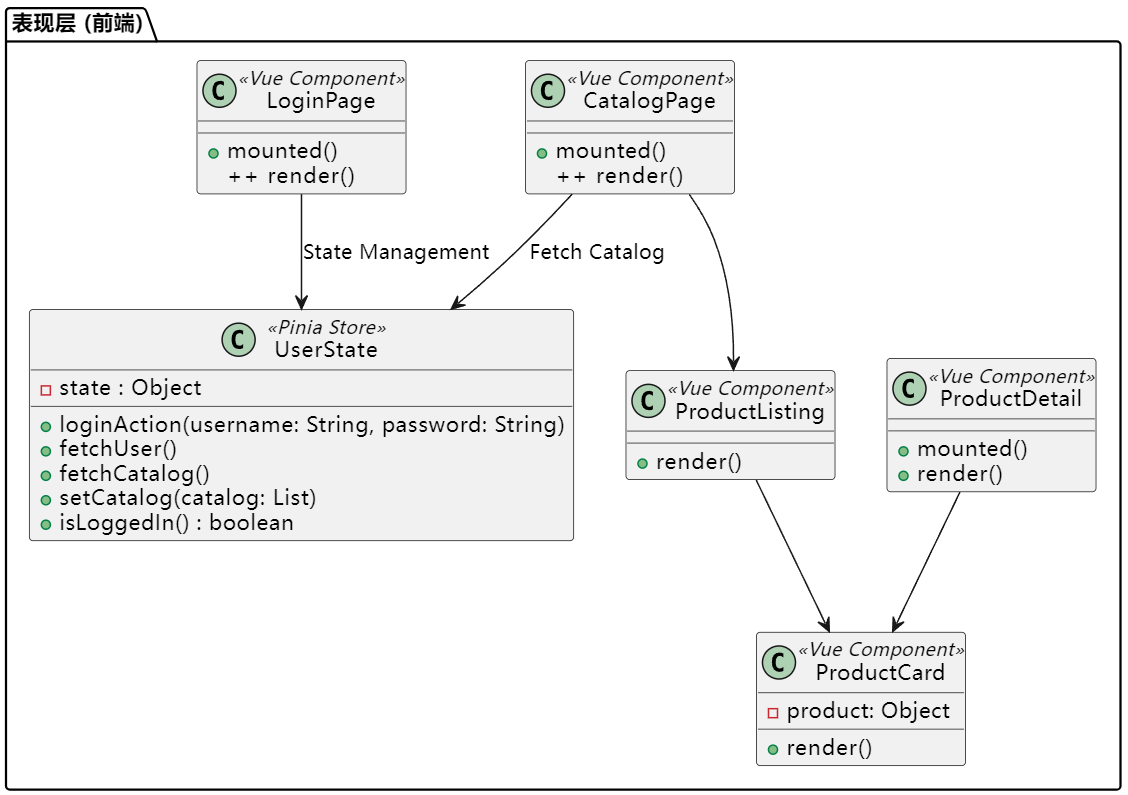 表现层 (前端)
C «Vue Component»
LoginPage
mounted()
++ render()
C «Vue Component»
CatalogPage
mounted()
++ render()
State Management
Fetch Catalog
C «Pinia Store»
UserState
state : Object
loginAction(username: String, password: String)
fetchUser()
fetchCatalog()
setCatalog(catalog: List)
isLoggedIn() : boolean
C «Vue Component»
ProductListing
render()
C «Vue Component»
ProductDetail
mounted()
render()
C «Vue Component»
ProductCard
product: Object
render()